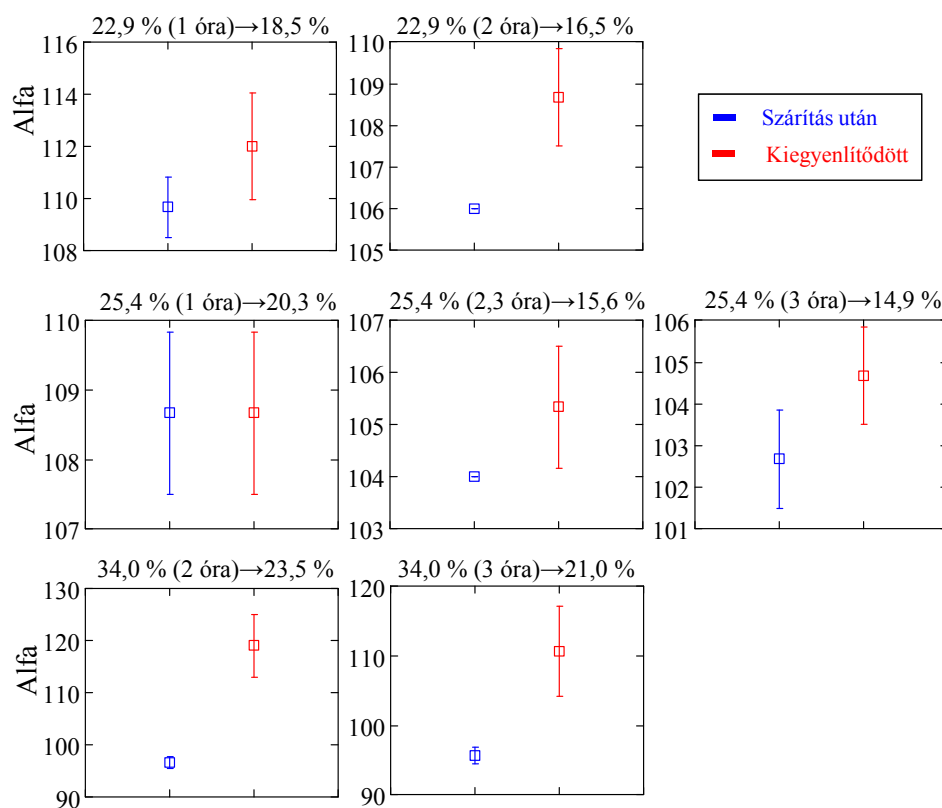 22,9 % (1 óra)→18,5 %
22,9 % (2 óra)→16,5 %
Alfa
116
114
112
110
108
110
109
108
107
106
105
Szárítás után
Kiegyenlítődött
25,4 % (1 óra)→20,3 %
25,4 % (2,3 óra)→15,6 %
25,4 % (3 óra)→14,9 %
Alfa
110
109
108
107
107
106
105
104
103
106
105
104
103
102
101
34,0 % (2 óra)→23,5 %
34,0 % (3 óra)→21,0 %
Alfa
130
120
110
100
90
120
110
100
90